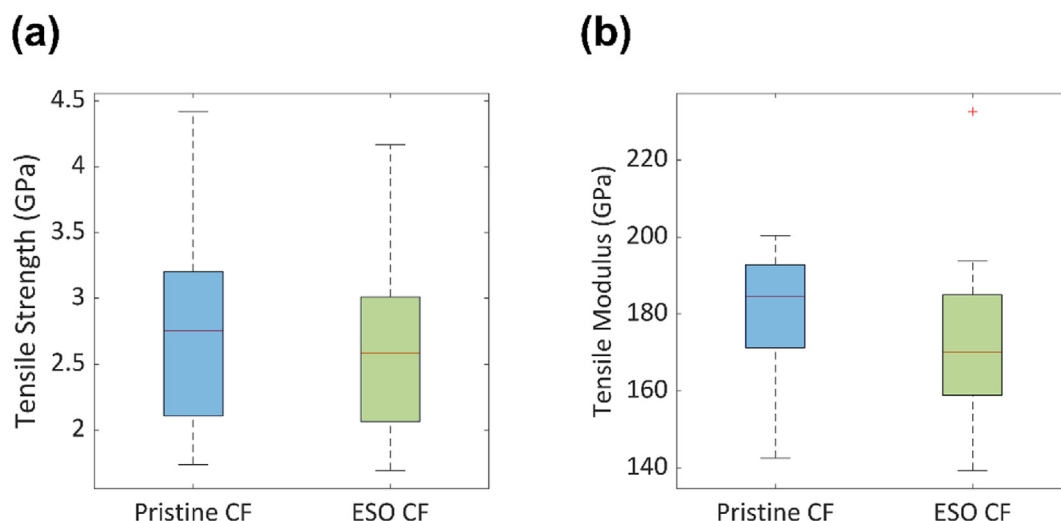 (a)
(b)
Tensile Strength (GPa)
4.5
4
3.5
3
2.5
2
Pristine CF
ESO CF
Tensile Modulus (GPa)
220
200
180
160
140
Pristine CF
ESO CF